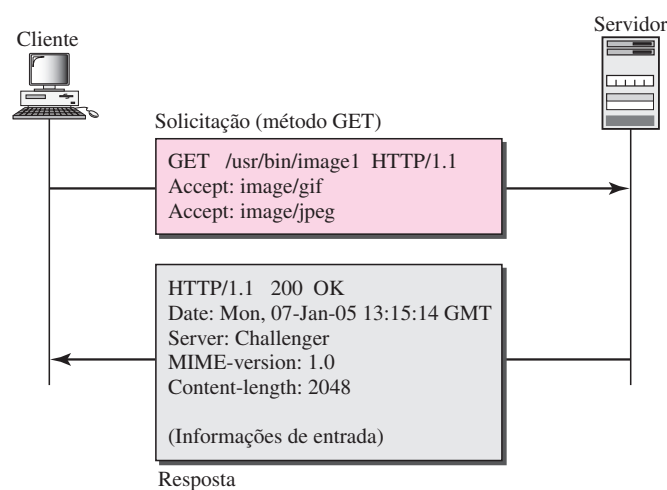 Cliente
Servidor
Solicitação (método GET)
GET /usr/bin/image1 HTTP/1.1
Accept: image/gif
Accept: image/jpeg
HTTP/1.1 200 OK
Date: Mon, 07-Jan-05 13:15:14 GMT
Server: Challenger
MIME-version: 1.0
Content-length: 2048
(Informações de entrada)
Resposta